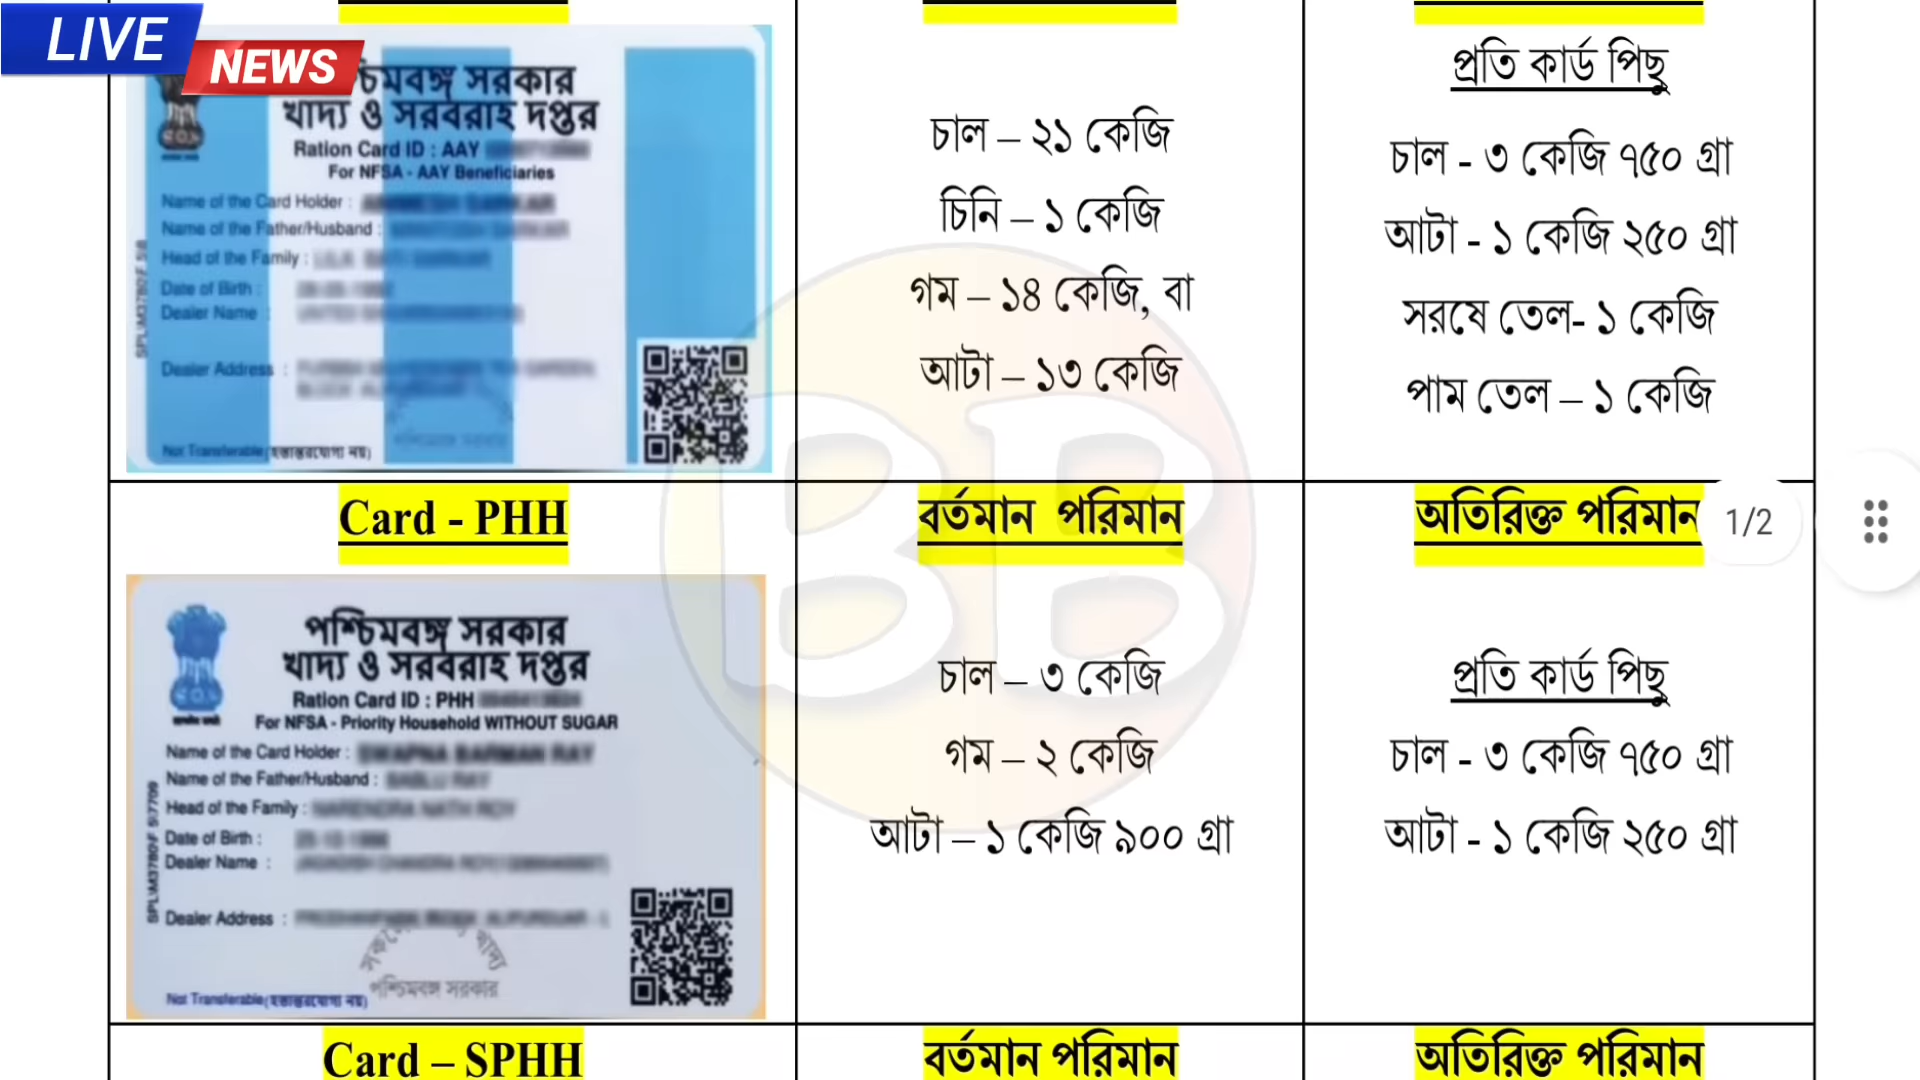 LIVE
NEWS
চিমবঙ্গ সরকার
খাদ্য ও সরবরাহ দপ্তর
Ration Card ID : AAY
For NFSA - AAY Beneficiaries
Name of the Card Holder :
Name of the Father/Husband :
Head of the Family :
Date of Birth :
Dealer Name :
Dealer Address :
Not Transferable (হস্তান্তরযোগ্য নয়)
চাল – ২১ কেজি
চিনি – ১ কেজি
গম – ১৪ কেজি, বা
আটা – ১৩ কেজি
প্রতি কার্ড পিছু
চাল - ৩ কেজি ৭৫০ গ্রা
আটা - ১ কেজি ২৫০ গ্রা
সরষে তেল- ১ কেজি
পাম তেল – ১ কেজি
Card - PHH
বর্তমান পরিমান
অতিরিক্ত পরিমান
1/2
পশ্চিমবঙ্গ সরকার
খাদ্য ও সরবরাহ দপ্তর
Ration Card ID : PHH
For NFSA - Priority Household WITHOUT SUGAR
Name of the Card Holder :
Name of the Father/Husband :
Head of the Family :
Date of Birth :
Dealer Name :
Dealer Address :
খাদ্য
পশ্চিমবঙ্গ সরকার
Not Transferable (হস্তান্তরযোগ্য নয়)
চাল – ৩ কেজি
গম – ২ কেজি
আটা – ১ কেজি ৯০০ গ্রা
প্রতি কার্ড পিছু
চাল - ৩ কেজি ৭৫০ গ্রা
আটা - ১ কেজি ২৫০ গ্রা
BB
Card – SPHH
বর্তমান পরিমান
অতিরিক্ত পরিমান